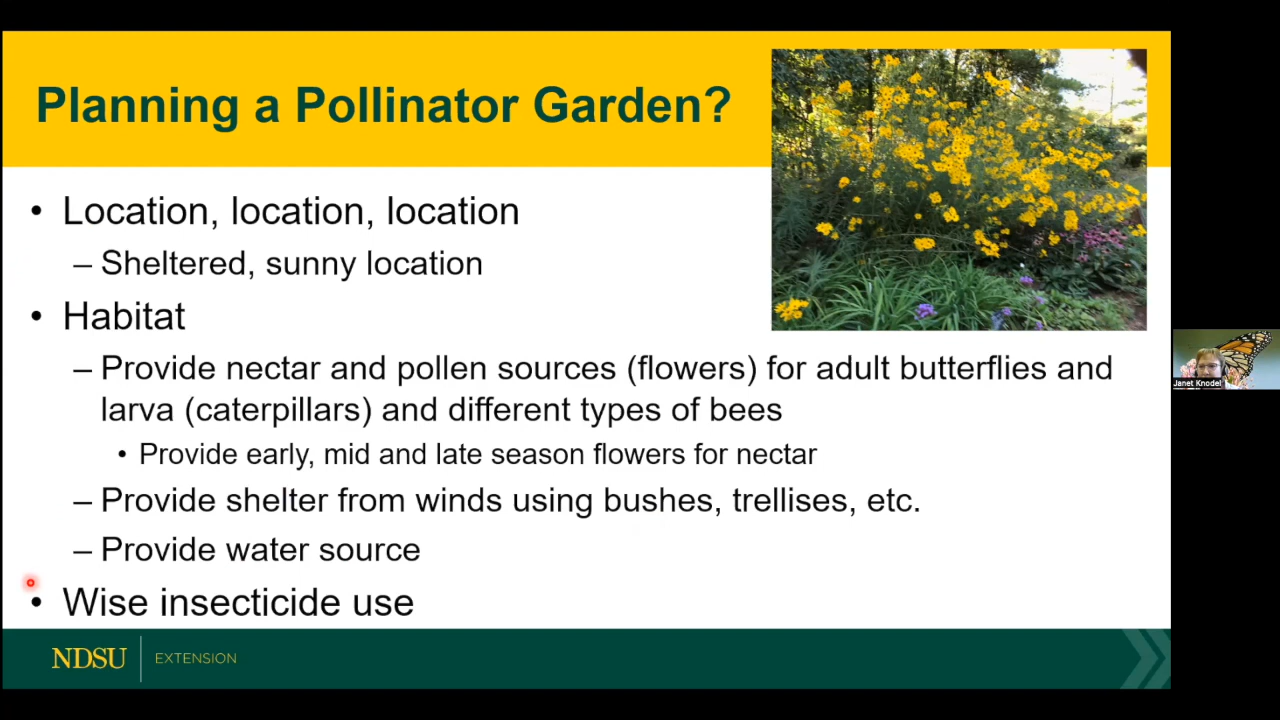 Planning a Pollinator Garden?
• Location, location, location
– Sheltered, sunny location
• Habitat
– Provide nectar and pollen sources (flowers) for adult butterflies and
larva (caterpillars) and different types of bees
• Provide early, mid and late season flowers for nectar
– Provide shelter from winds using bushes, trellises, etc.
– Provide water source
• Wise insecticide use
NDSU EXTENSION
Janet Knodel